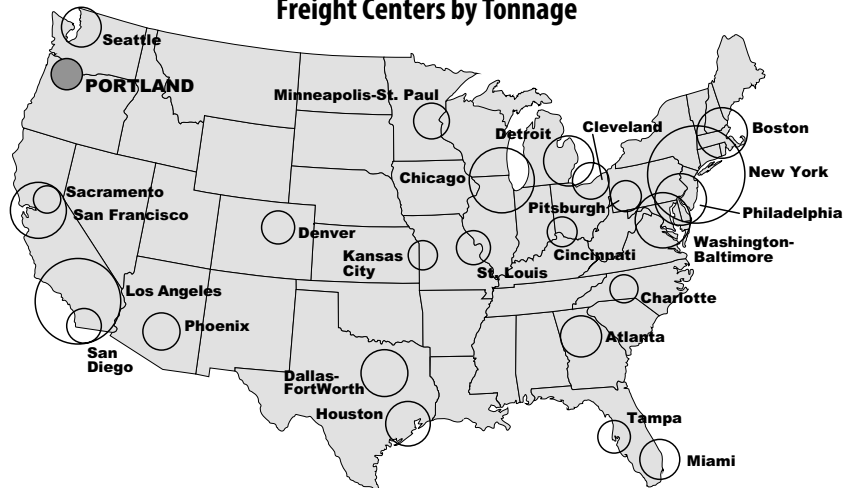 Freight Centers by Tonnage
Seattle
PORTLAND
Minneapolis-St. Paul
Detroit
Cleveland
Boston
Chicago
New York
Sacramento
San Francisco
Pitsburgh
Philadelphia
Denver
Kansas
City
St. Louis
Cincinnati
Washington-
Baltimore
Los Angeles
Charlotte
Phoenix
San
Diego
Atlanta
Dallas-
FortWorth
Houston
Tampa
Miami